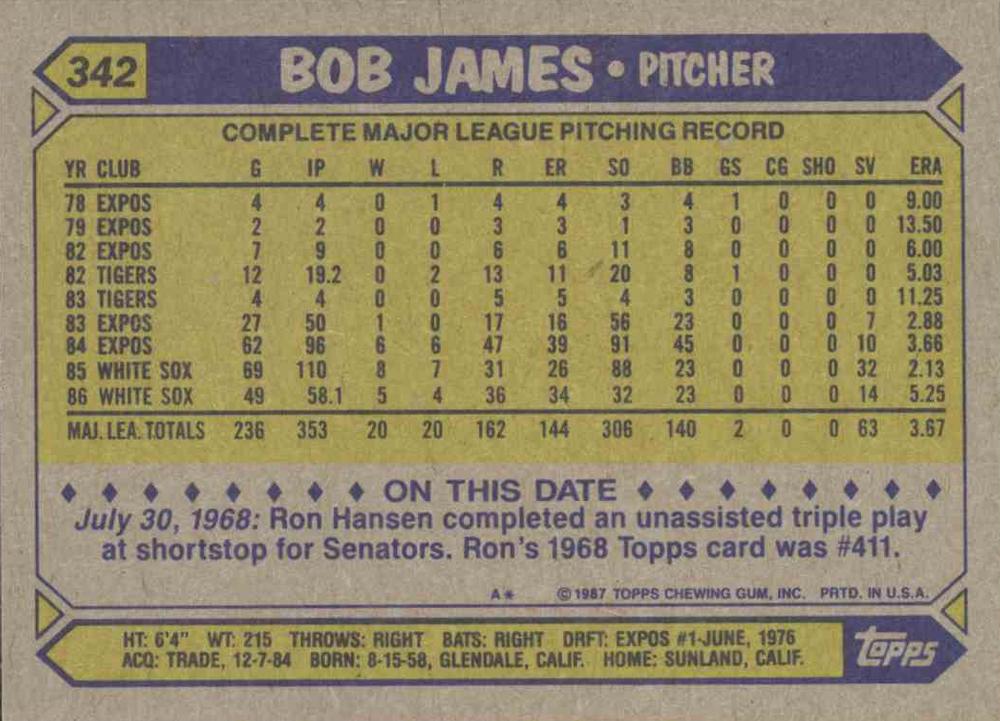 342 BOB JAMES • PITCHER
COMPLETE MAJOR LEAGUE PITCHING RECORD
YR CLUB G IP W L R ER SO BB GS CG SHO SV ERA
78 EXPOS 4 4 0 1 4 4 3 4 1 0 0 0 9.00
79 EXPOS 2 2 0 0 3 3 1 3 0 0 0 0 13.50
82 EXPOS 7 9 0 0 6 6 11 8 0 0 0 0 6.00
82 TIGERS 12 19.2 0 2 13 11 20 8 1 0 0 0 5.03
83 TIGERS 4 4 0 0 5 5 4 3 0 0 0 0 11.25
83 EXPOS 27 50 1 0 17 16 56 23 0 0 0 7 2.88
84 EXPOS 62 96 6 6 47 39 91 45 0 0 0 10 3.66
85 WHITE SOX 69 110 8 7 31 26 88 23 0 0 0 32 2.13
86 WHITE SOX 49 58.1 5 4 36 34 32 23 0 0 0 14 5.25
MAJ. LEA. TOTALS 236 353 20 20 162 144 306 140 2 0 0 63 3.67
♦ ♦ ♦ ♦ ♦ ♦ ♦ ♦ ON THIS DATE ♦ ♦ ♦ ♦ ♦ ♦ ♦ ♦
July 30, 1968: Ron Hansen completed an unassisted triple play
at shortstop for Senators. Ron's 1968 Topps card was #411.
A* © 1987 TOPPS CHEWING GUM, INC. PRTD. IN U.S.A.
HT: 6'4" WT: 215 THROWS: RIGHT BATS: RIGHT DRFT: EXPOS #1-JUNE, 1976
ACQ: TRADE, 12-7-84 BORN: 8-15-58, GLENDALE, CALIF. HOME: SUNLAND, CALIF.
Topps